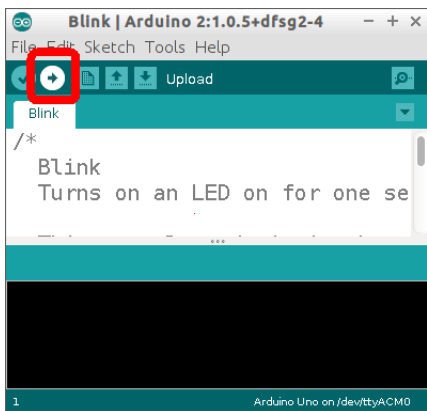 Blink | Arduino 2:1.0.5+dfsg2-4
File Edit Sketch Tools Help
Upload
Blink
/*
Blink
Turns on an LED on for one se
1
Arduino Uno on /dev/ttyACM0